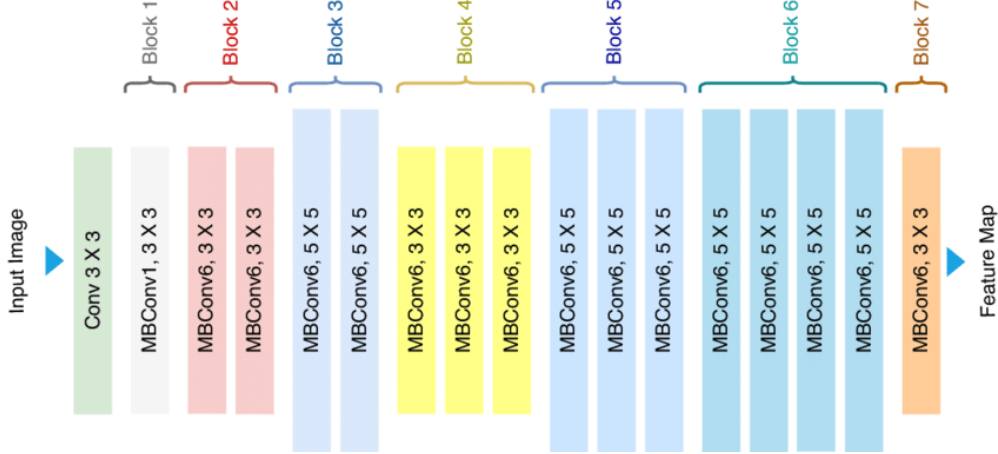 Input Image
Conv 3 X 3
Block 1
MBConv1, 3 X 3
Block 2
MBConv6, 3 X 3
MBConv6, 3 X 3
Block 3
MBConv6, 5 X 5
MBConv6, 5 X 5
Block 4
MBConv6, 3 X 3
MBConv6, 3 X 3
MBConv6, 3 X 3
Block 5
MBConv6, 5 X 5
MBConv6, 5 X 5
MBConv6, 5 X 5
Block 6
MBConv6, 5 X 5
MBConv6, 5 X 5
MBConv6, 5 X 5
MBConv6, 5 X 5
Block 7
MBConv6, 3 X 3
Feature Map